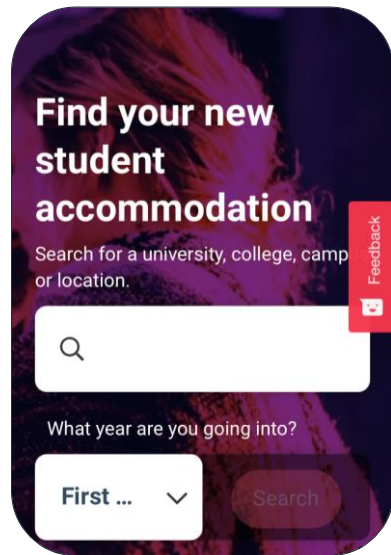 Find your new
student
accommodation
Search for a university, college, camp
or location.
Feedback
What year are you going into?
First ...
Search